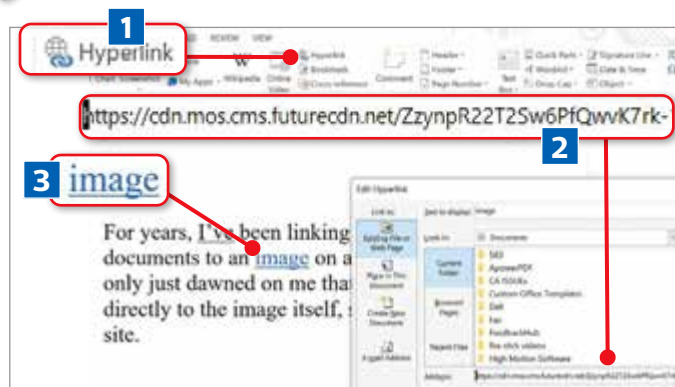 1
REVIEW VIEW
Hyperlink
Hyperlink
Bookmark
Cross-reference
My Apps
Wikipedia
Online Video
Comment
Header
Footer
Page Number
Text Box
Quick Parts
WordArt
Drop Cap
Signature Line
Date & Time
Object
https://cdn.mos.cms.futurecdn.net/ZzynpR22T2Sw6PfQwvK7rk-
2
3 image
For years, I've been linking
documents to an image on a
only just dawned on me tha
directly to the image itself,
site.
Edit Hyperlink
Link to:
Text to display: image
Existing File or Web Page
Look in: Documents
Place in This Document
Current Folder
Create New Document
Browsed Pages
E-mail Address
Recent Files
CA ISSUEs
Custom Office Templates
Dell
Fax
FeedbackHub
fire stick videos
High Motion Software
Address: